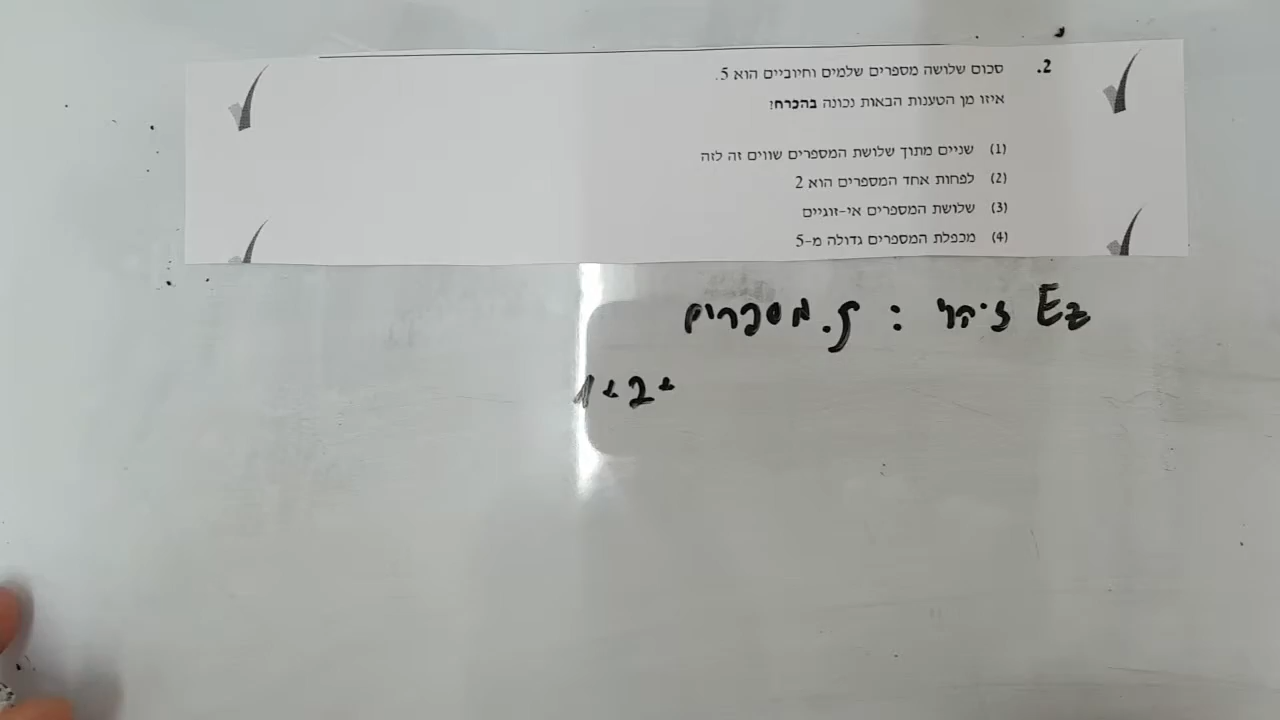 2. סכום שלושה מספרים שלמים וחיוביים הוא 5.
איזו מן הטענות הבאות נכונה בהכרח?
(1) שניים מתוך שלושת המספרים שווים זה לזה
(2) לפחות אחד המספרים הוא 2
(3) שלושת המספרים אי-זוגיים
(4) מכפלת המספרים גדולה מ-5
Ez זיהוי : ת. מספרים
1+2+